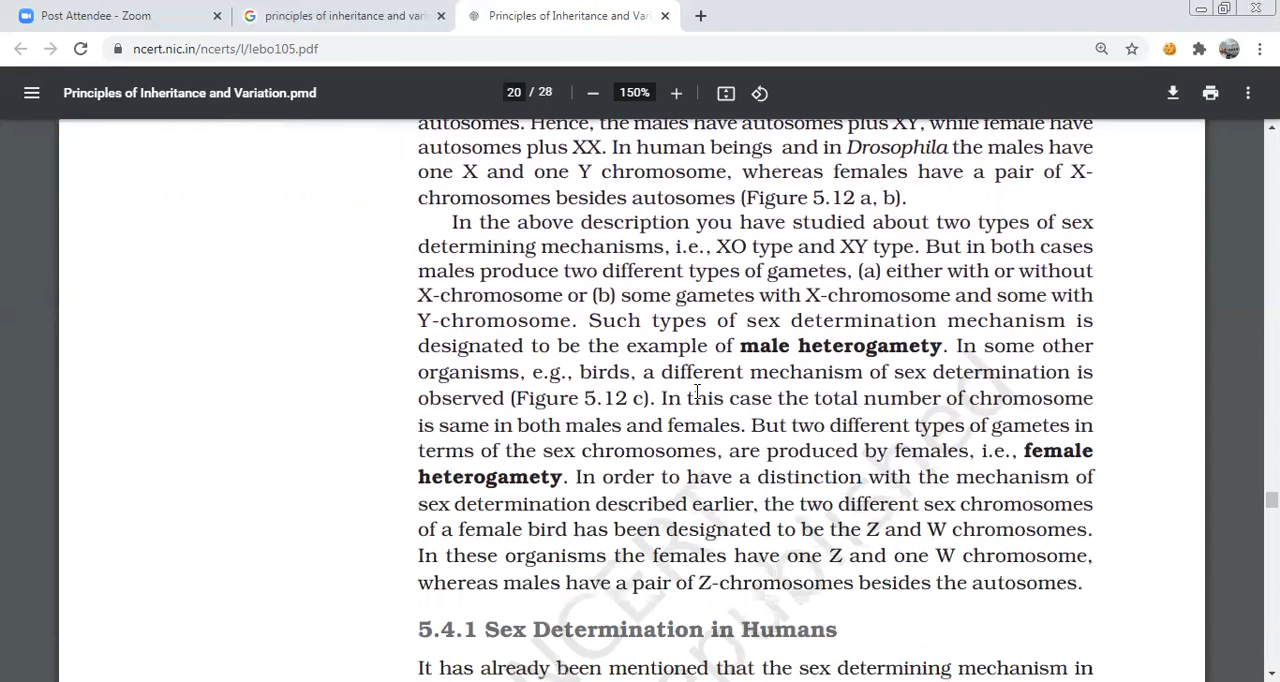 Post Attendee - Zoom
principles of inheritance and vari
Principles of Inheritance and Var
ncert.nic.in/ncerts/l/lebo105.pdf
Principles of Inheritance and Variation.pmd
20 / 28
150%
autosomes. Hence, the males have autosomes plus XY, while female have
autosomes plus XX. In human beings and in Drosophila the males have
one X and one Y chromosome, whereas females have a pair of X-
chromosomes besides autosomes (Figure 5.12 a, b).
In the above description you have studied about two types of sex
determining mechanisms, i.e., XO type and XY type. But in both cases
males produce two different types of gametes, (a) either with or without
X-chromosome or (b) some gametes with X-chromosome and some with
Y-chromosome. Such types of sex determination mechanism is
designated to be the example of male heterogamety. In some other
organisms, e.g., birds, a different mechanism of sex determination is
observed (Figure 5.12 c). In this case the total number of chromosome
is same in both males and females. But two different types of gametes in
terms of the sex chromosomes, are produced by females, i.e., female
heterogamety. In order to have a distinction with the mechanism of
sex determination described earlier, the two different sex chromosomes
of a female bird has been designated to be the Z and W chromosomes.
In these organisms the females have one Z and one W chromosome,
whereas males have a pair of Z-chromosomes besides the autosomes.
5.4.1 Sex Determination in Humans
It has already been mentioned that the sex determining mechanism in
NCERT
published